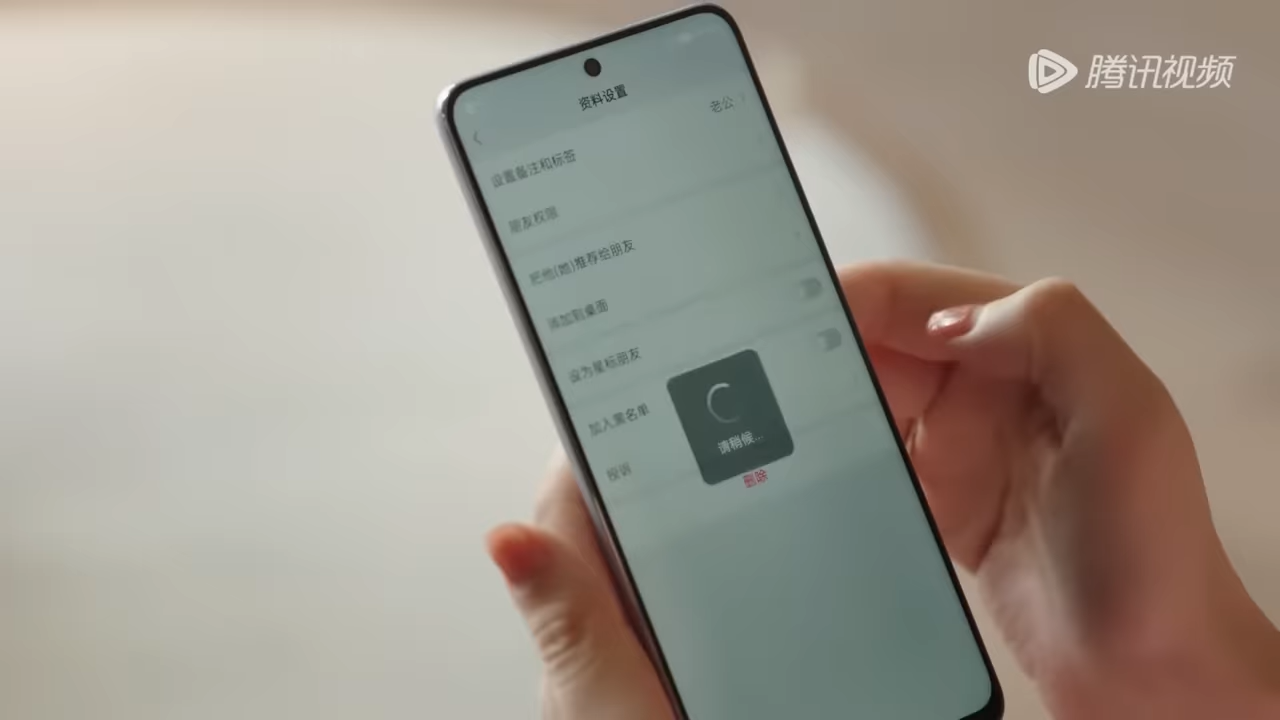 腾讯视频
资料设置
老公
设置备注和标签
朋友权限
把他(她)推荐给朋友
添加到桌面
设为星标朋友
加入黑名单
投诉
请稍候...
删除